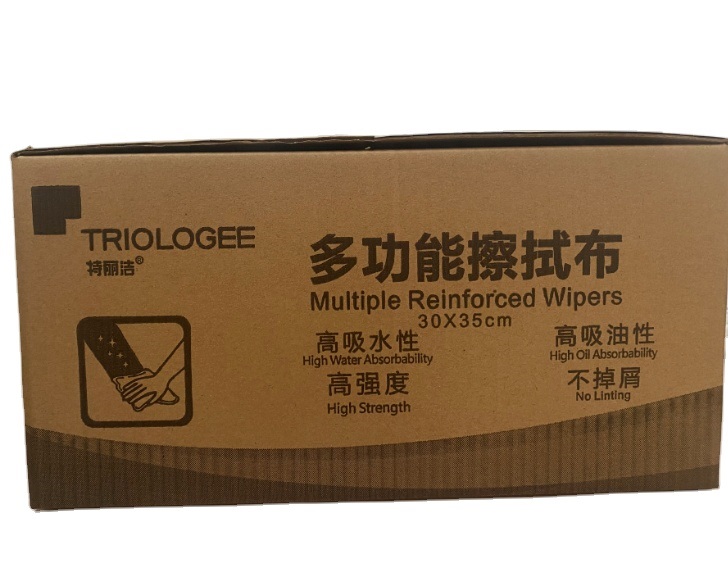 TRIOLOGEE
特丽洁®
多功能擦拭布
Multiple Reinforced Wipers
30X35cm
高吸水性
High Water Absorbability
高吸油性
High Oil Absorbability
高强度
High Strength
不掉屑
No Linting